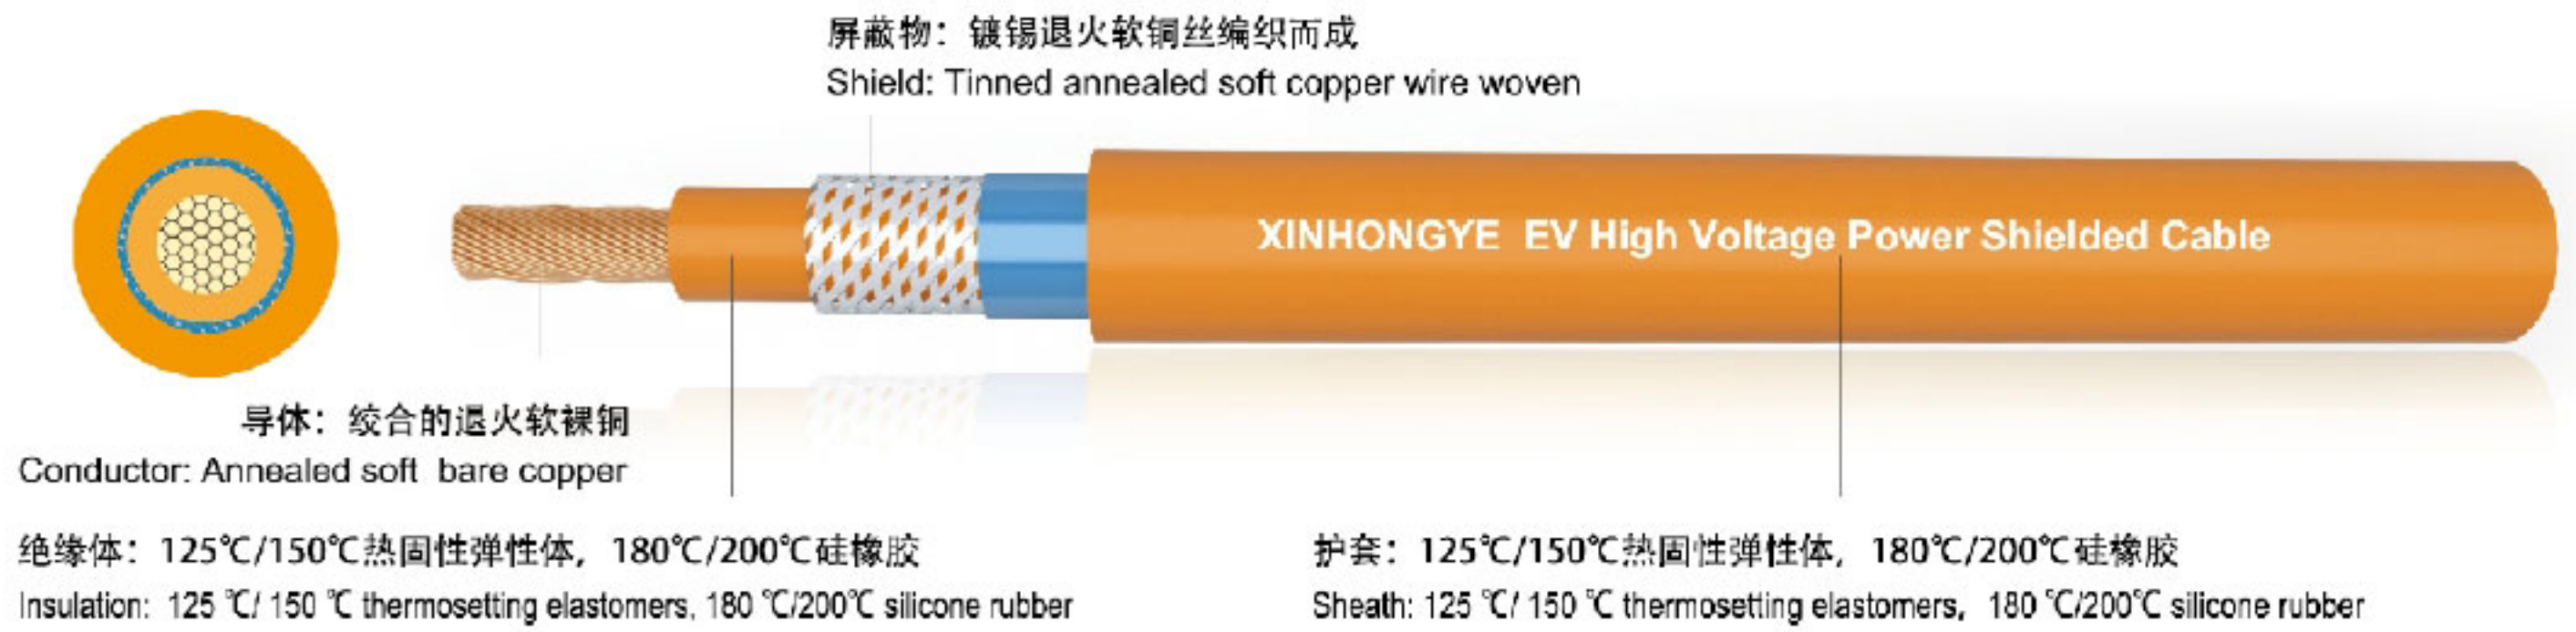 屏蔽物：镀锡退火软铜丝编织而成
Shield: Tinned annealed soft copper wire woven
XINHONGYE EV High Voltage Power Shielded Cable
导体：绞合的退火软裸铜
Conductor: Annealed soft bare copper
绝缘体：125℃/150℃热固性弹性体，180℃/200℃硅橡胶
Insulation: 125 ℃/ 150 ℃ thermosetting elastomers, 180 ℃/200℃ silicone rubber
护套：125℃/150℃热固性弹性体，180℃/200℃硅橡胶
Sheath: 125 ℃/ 150 ℃ thermosetting elastomers, 180 ℃/200℃ silicone rubber